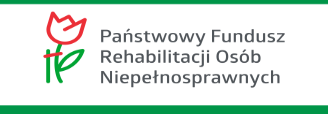 Państwowy Fundusz
Rehabilitacji Osób
Niepełnosprawnych